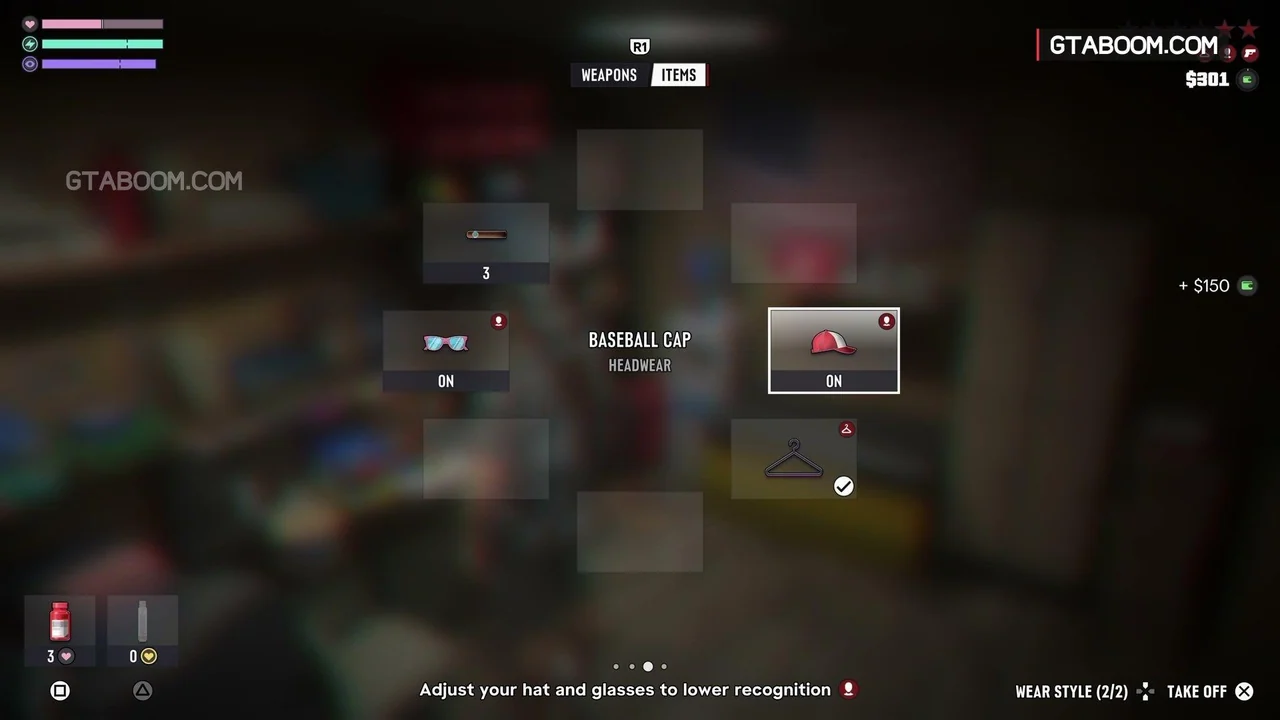 R1
WEAPONS ITEMS
GTABOOM.COM
$301
GTABOOM.COM
3
+ $150
BASEBALL CAP
HEADWEAR
ON
ON
3
0
Adjust your hat and glasses to lower recognition
WEAR STYLE (2/2) TAKE OFF